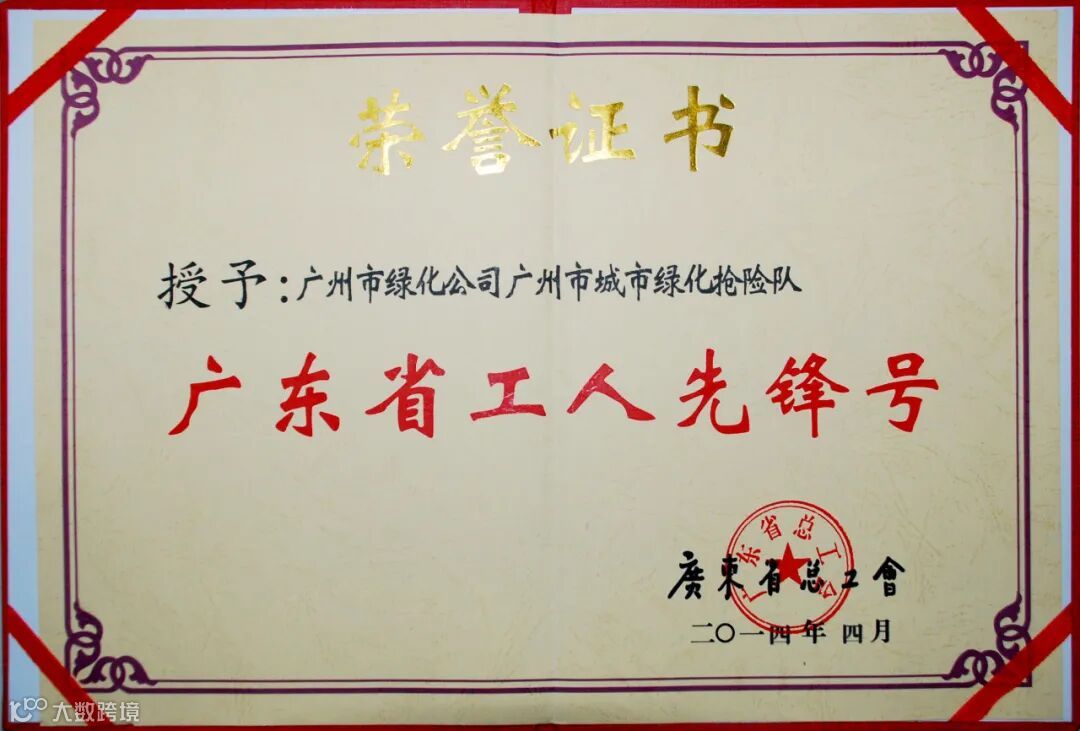 荣誉证书
授予:广州市绿化公司广州市城市绿化抢险队
广东省工人先锋号
广东省总工会
廣東省总工會
二〇一四年四月
大数跨境